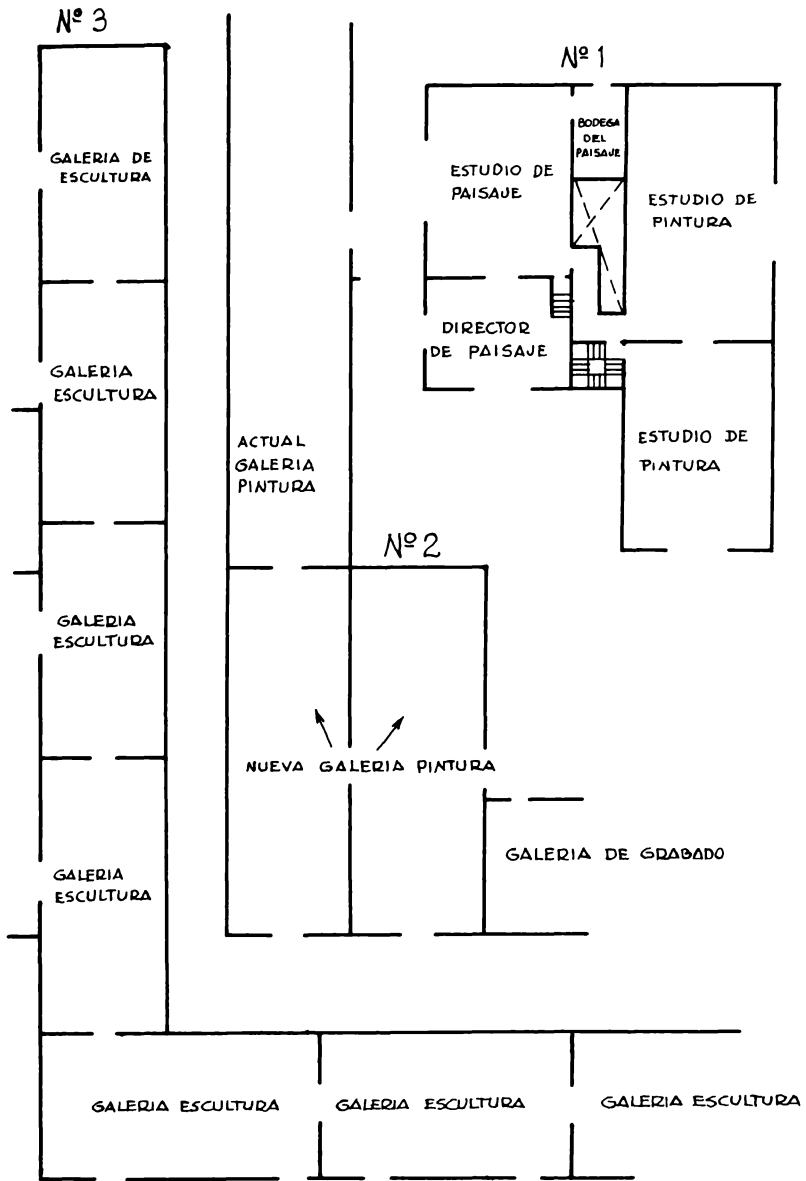 Nº 3
GALERIA DE
ESCULTURA
GALERIA
ESCULTURA
GALERIA
ESCULTURA
GALERIA
ESCULTURA
GALERIA ESCULTURA
GALERIA ESCULTURA
GALERIA ESCULTURA
Nº 1
ESTUDIO DE
PAISAJE
BODEGA
DEL
PAISAJE
ESTUDIO DE
PINTURA
DIRECTOR
DE PAISAJE
ESTUDIO DE
PINTURA
ACTUAL
GALERIA
PINTURA
Nº 2
NUEVA GALERIA PINTURA
GALERIA DE GRABADO